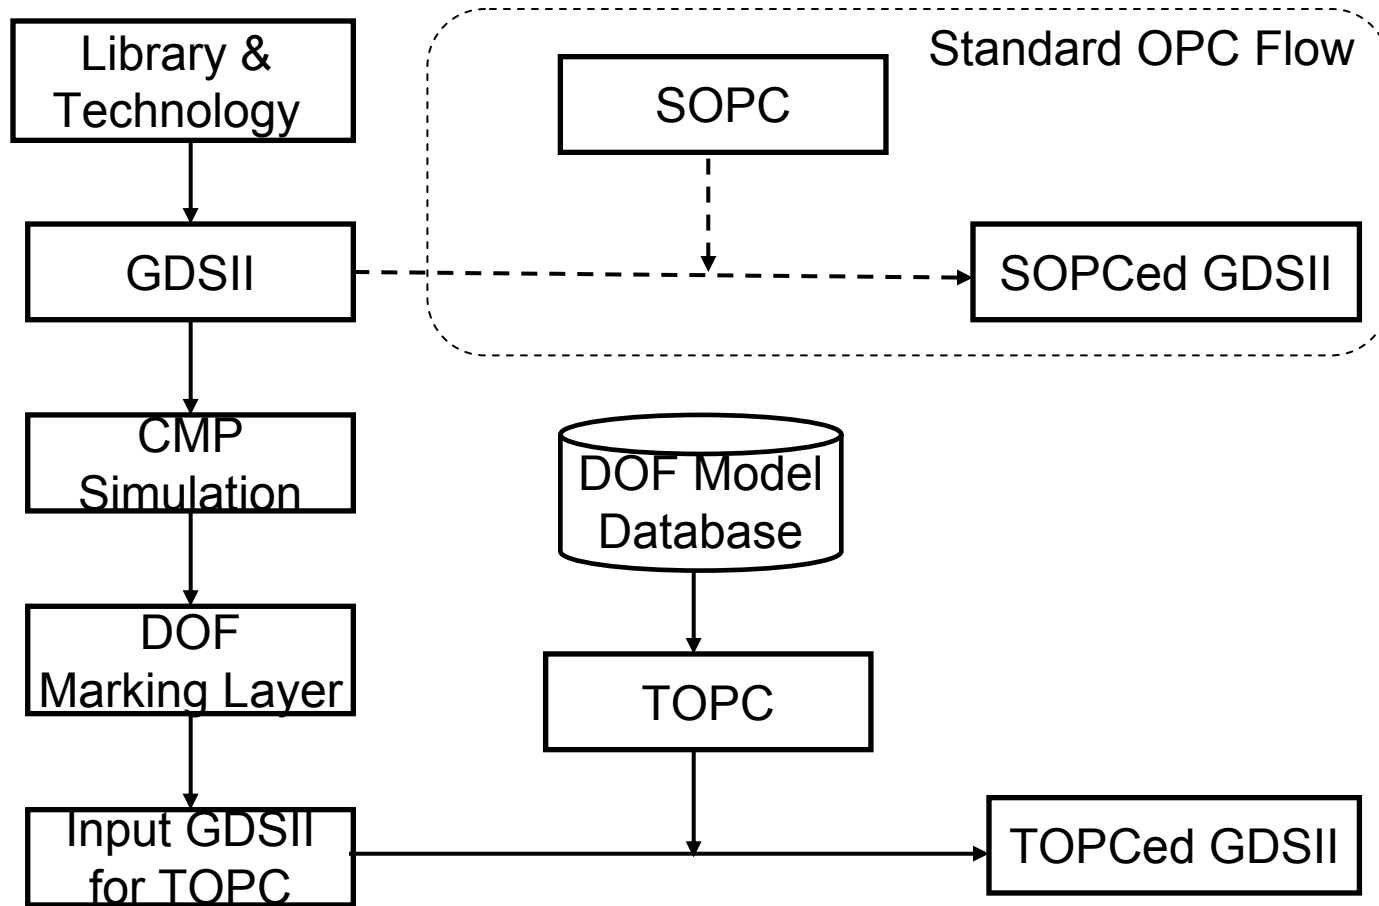 Library &
Technology
Standard OPC Flow
SOPC
GDSII
SOPCed GDSII
CMP
Simulation
DOF Model
Database
DOF
Marking Layer
TOPC
Input GDSII
for TOPC
TOPCed GDSII